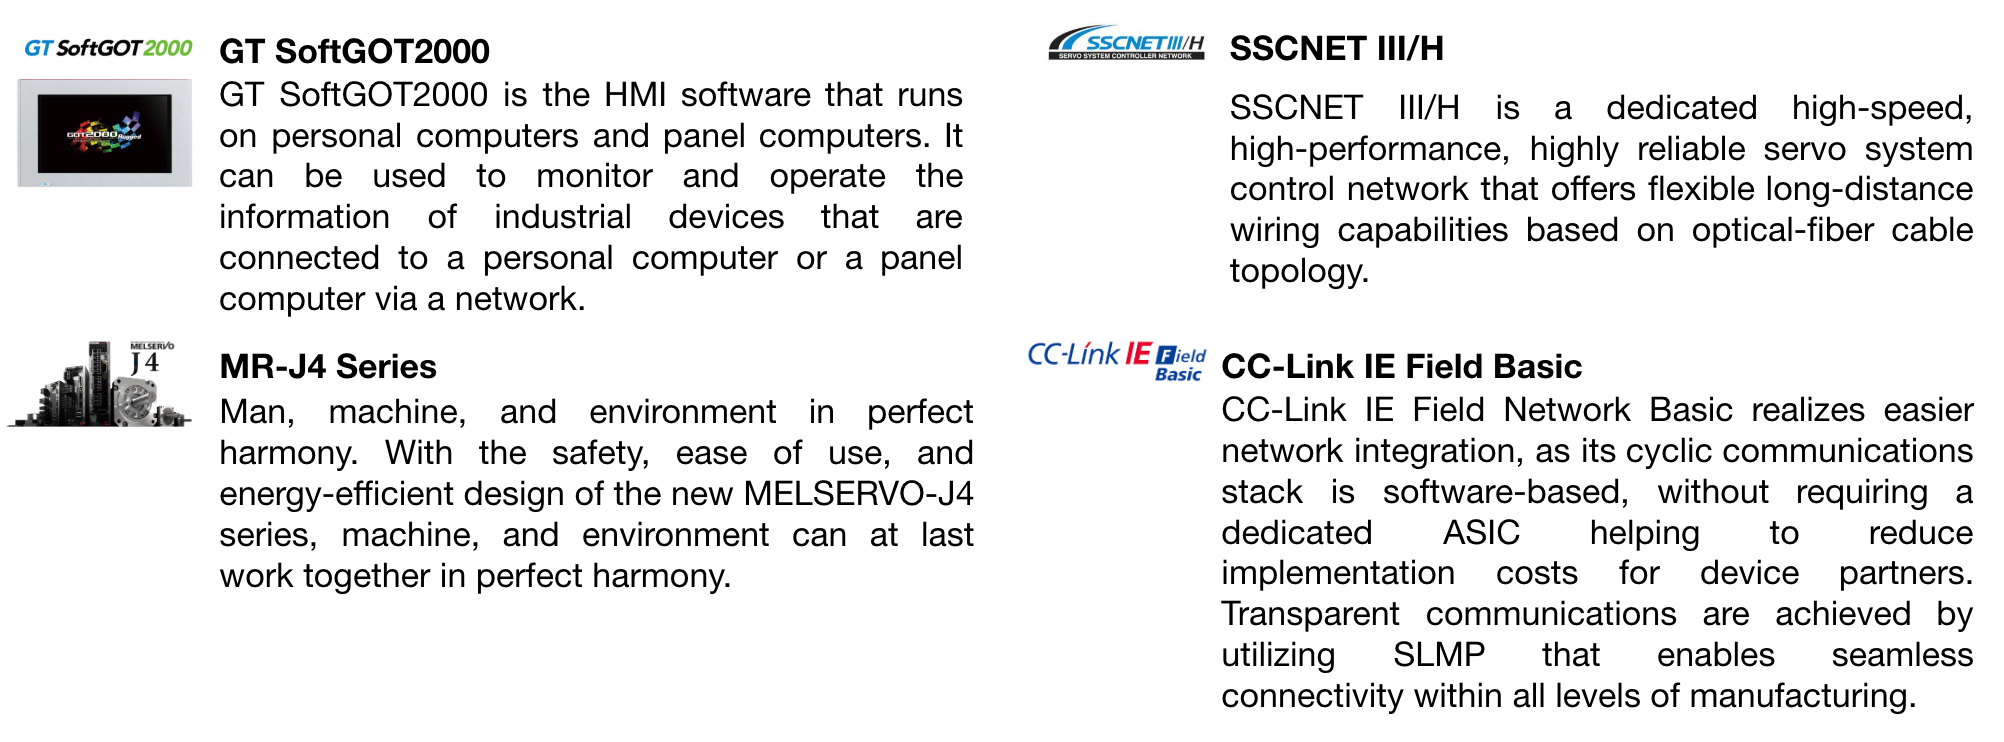 GT SoftGOT2000
GT SoftGOT2000
GOT2000 Rugged
GT SoftGOT2000 is the HMI software that runs
on personal computers and panel computers. It
can be used to monitor and operate the
information of industrial devices that are
connected to a personal computer or a panel
computer via a network.
MELSERVO
J4
MR-J4 Series
Man, machine, and environment in perfect
harmony. With the safety, ease of use, and
energy-efficient design of the new MELSERVO-J4
series, machine, and environment can at last
work together in perfect harmony.
SSCNETIII/H
SERVO SYSTEM CONTROLLER NETWORK
SSCNET III/H
SSCNET III/H is a dedicated high-speed,
high-performance, highly reliable servo system
control network that offers flexible long-distance
wiring capabilities based on optical-fiber cable
topology.
CC-Link IE Field
Basic
CC-Link IE Field Basic
CC-Link IE Field Network Basic realizes easier
network integration, as its cyclic communications
stack is software-based, without requiring a
dedicated ASIC helping to reduce
implementation costs for device partners.
Transparent communications are achieved by
utilizing SLMP that enables seamless
connectivity within all levels of manufacturing.